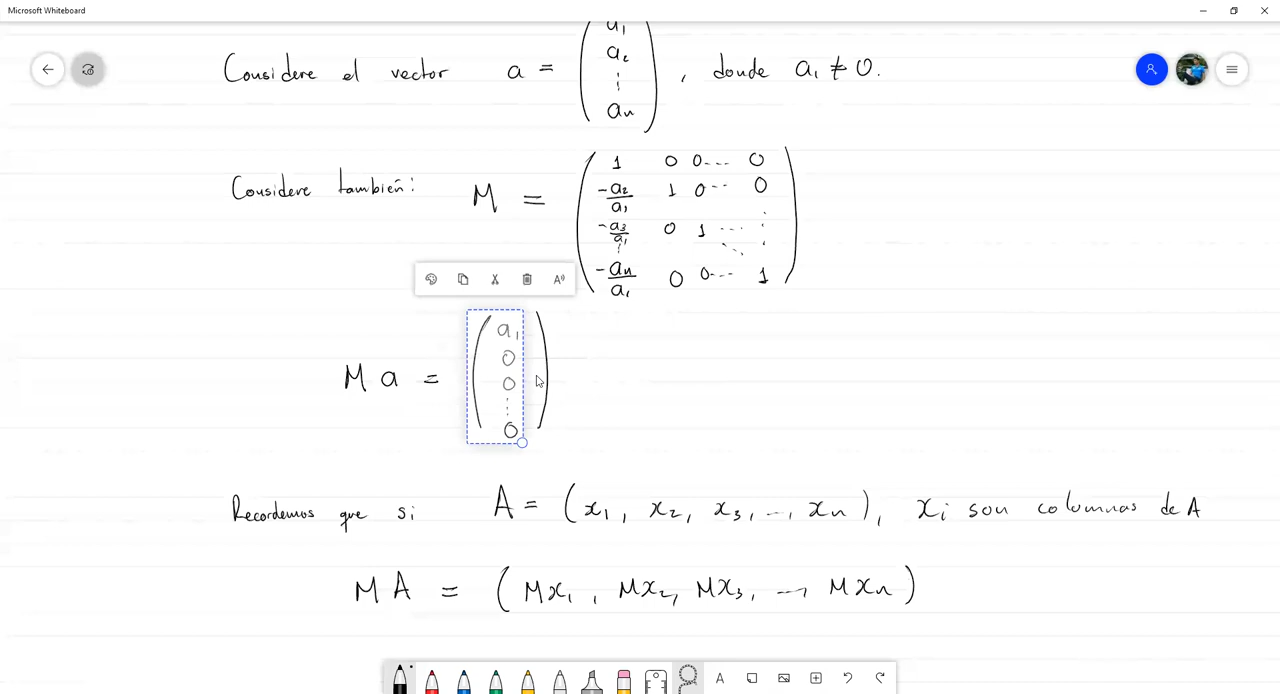 Microsoft Whiteboard
Considere el vector a = (a₁ a₂ ⋮ aₙ), donde a₁ ≠ 0.
Considere también: M =
1 0 0 ... 0
-a₂/a₁ 1 0 ... 0
-a₃/a₁ 0 1 ... ⋮
⋮ ⋱
-aₙ/a₁ 0 0 ... 1
M a = (a₁ 0 0 ⋮ 0)
Recordemos que si A = (x₁, x₂, x₃, ..., xₙ), xᵢ son columnas de A
M A = (Mx₁, Mx₂, Mx₃, ..., Mxₙ)
A